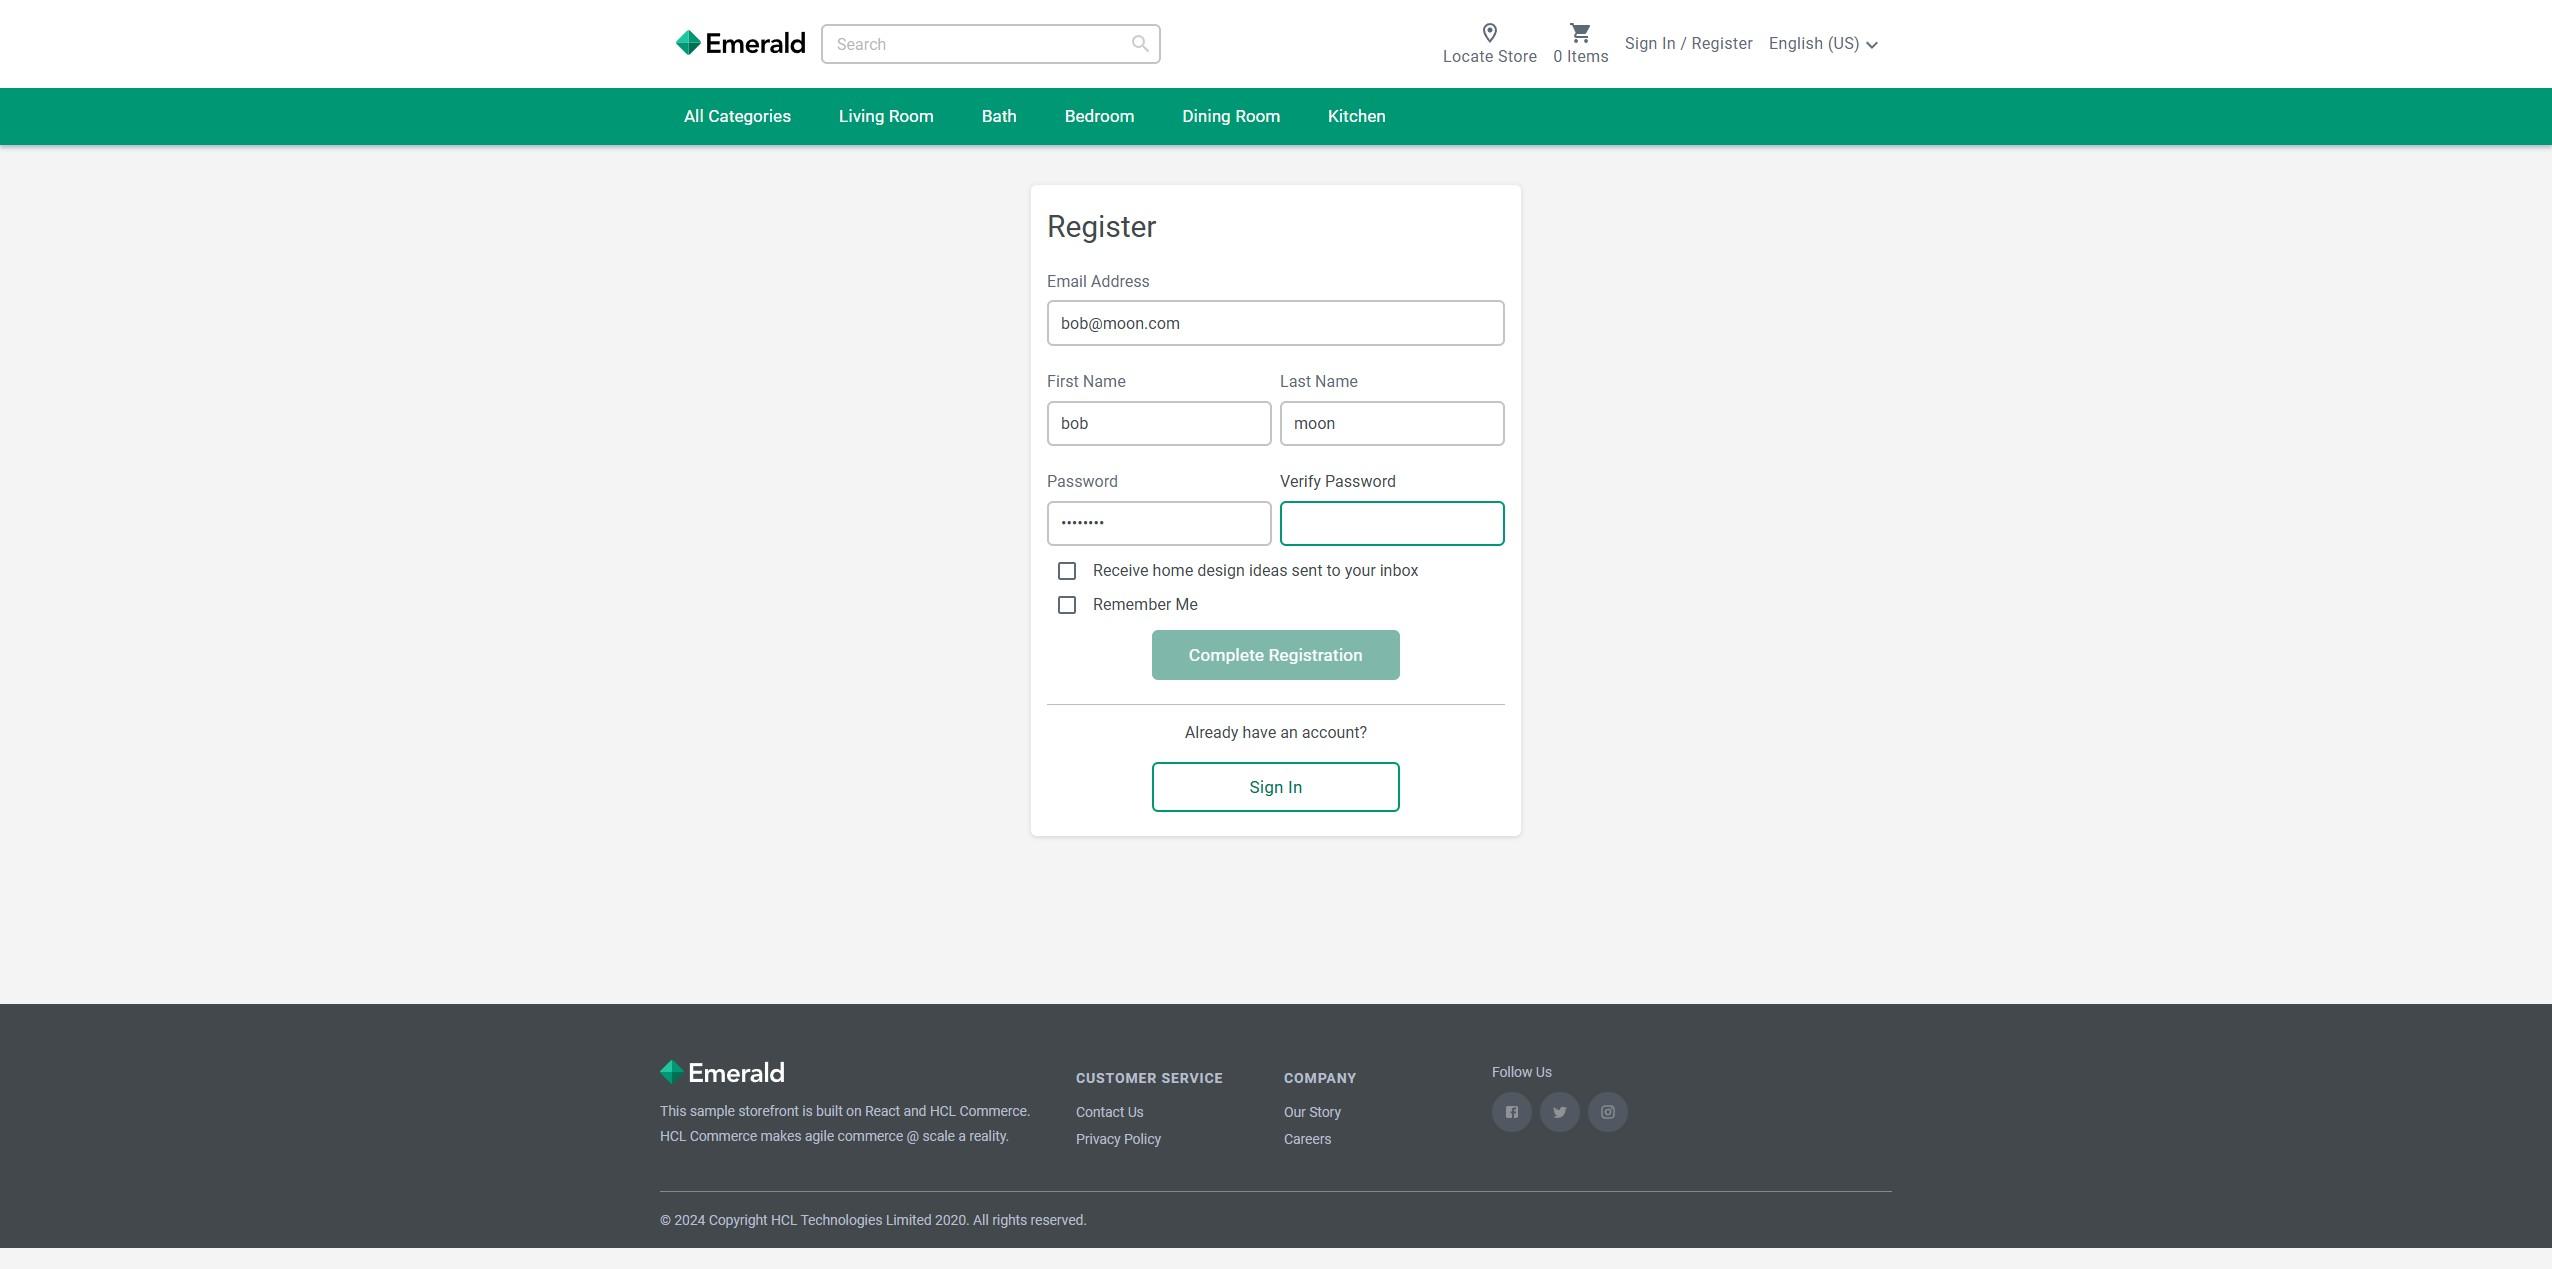 Emerald
Search
Locate Store
0 Items
Sign In / Register
English (US)
All Categories
Living Room
Bath
Bedroom
Dining Room
Kitchen
Register
Email Address
bob@moon.com
First Name
Last Name
bob
moon
Password
Verify Password
••••••••
Receive home design ideas sent to your inbox
Remember Me
Complete Registration
Already have an account?
Sign In
Emerald
This sample storefront is built on React and HCL Commerce.
HCL Commerce makes agile commerce @ scale a reality.
CUSTOMER SERVICE
Contact Us
Privacy Policy
COMPANY
Our Story
Careers
Follow Us
© 2024 Copyright HCL Technologies Limited 2020. All rights reserved.